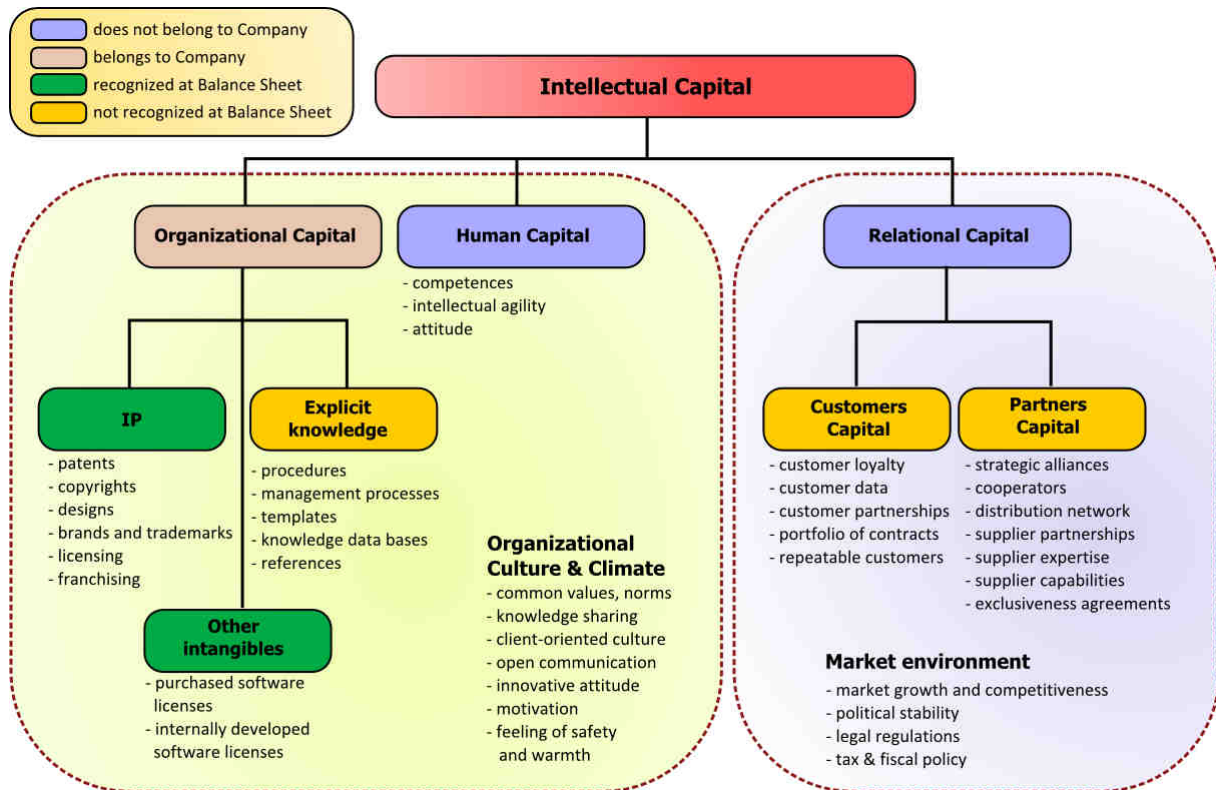 does not belong to Company
belongs to Company
recognized at Balance Sheet
not recognized at Balance Sheet
Intellectual Capital
Organizational Capital
Human Capital
- competences
- intellectual agility
- attitude
Relational Capital
IP
- patents
- copyrights
- designs
- brands and trademarks
- licensing
- franchising
Explicit
knowledge
- procedures
- management processes
- templates
- knowledge data bases
- references
Other
intangibles
- purchased software
licenses
- internally developed
software licenses
Organizational
Culture & Climate
- common values, norms
- knowledge sharing
- client-oriented culture
- open communication
- innovative attitude
- motivation
- feeling of safety
and warmth
Customers
Capital
- customer loyalty
- customer data
- customer partnerships
- portfolio of contracts
- repeatable customers
Partners
Capital
- strategic alliances
- cooperators
- distribution network
- supplier partnerships
- supplier expertise
- supplier capabilities
- exclusiveness agreements
Market environment
- market growth and competitiveness
- political stability
- legal regulations
- tax & fiscal policy